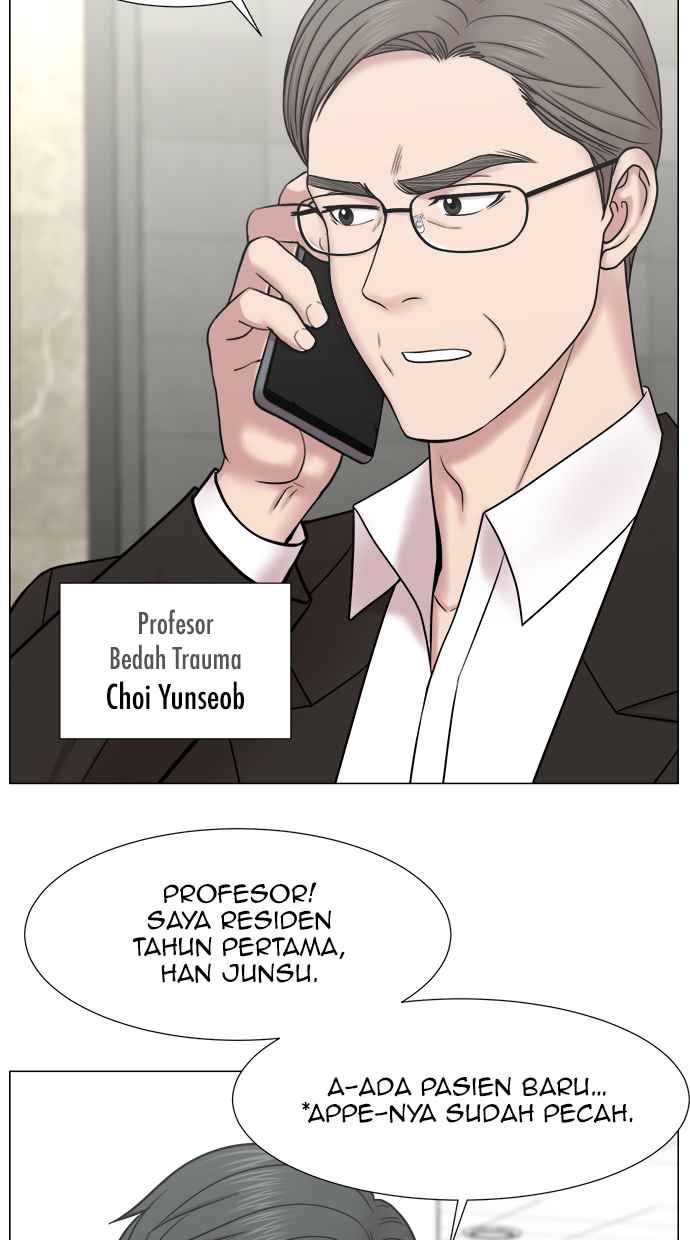 Profesor
Bedah Trauma
Choi Yunseob
PROFESOR!
SAYA RESIDEN
TAHUN PERTAMA,
HAN JUNSU.
A-ADA PASIEN BARU...
*APPE-NYA SUDAH PECAH.